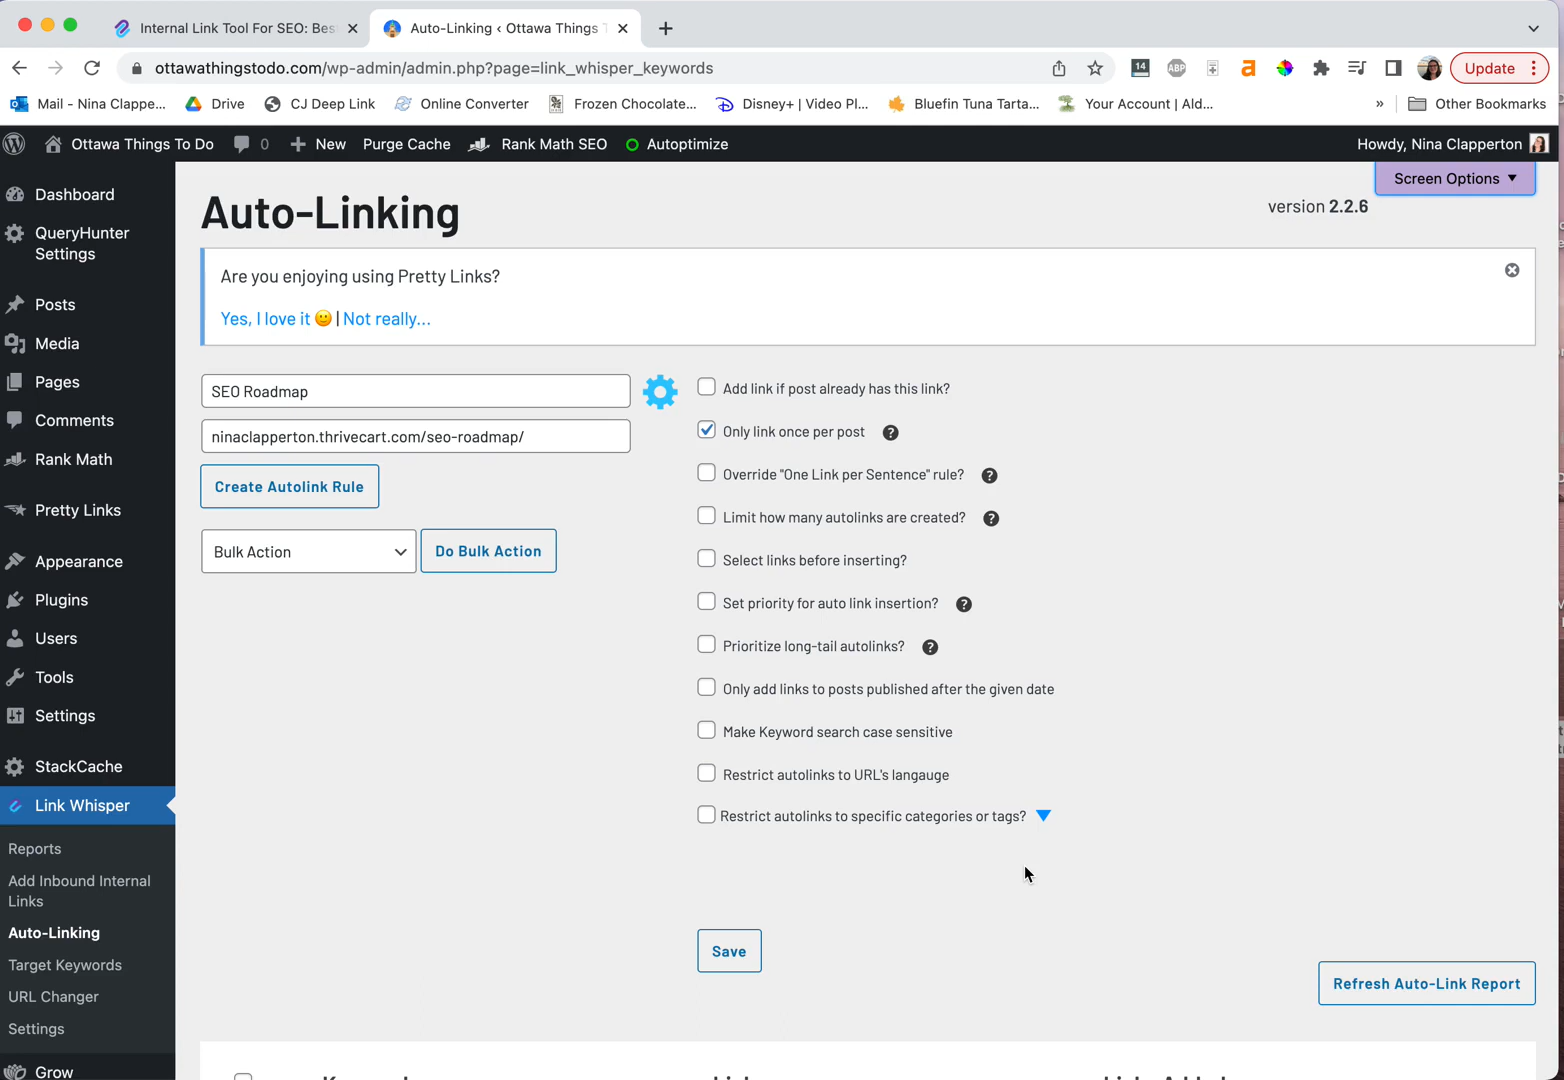 Internal Link Tool For SEO: Bes
Auto-Linking ‹ Ottawa Things T
ottawathingstodo.com/wp-admin/admin.php?page=link_whisper_keywords
14
ABP
a
Update
Mail - Nina Clappe...
Drive
CJ Deep Link
Online Converter
Frozen Chocolate...
Disney+ | Video Pl...
Bluefin Tuna Tarta...
Your Account | Ald...
»
Other Bookmarks
Ottawa Things To Do
0
New
Purge Cache
Rank Math SEO
Autoptimize
Howdy, Nina Clapperton
Screen Options
Dashboard
QueryHunter
Settings
Posts
Media
Pages
Comments
Rank Math
Pretty Links
Appearance
Plugins
Users
Tools
Settings
StackCache
Link Whisper
Reports
Add Inbound Internal
Links
Auto-Linking
Target Keywords
URL Changer
Settings
Grow
Auto-Linking
version 2.2.6
Are you enjoying using Pretty Links?
Yes, I love it 🙂 | Not really...
SEO Roadmap
ninaclapperton.thrivecart.com/seo-roadmap/
Create Autolink Rule
Bulk Action
Do Bulk Action
Add link if post already has this link?
Only link once per post ?
Override "One Link per Sentence" rule? ?
Limit how many autolinks are created? ?
Select links before inserting?
Set priority for auto link insertion? ?
Prioritize long-tail autolinks? ?
Only add links to posts published after the given date
Make Keyword search case sensitive
Restrict autolinks to URL's langauge
Restrict autolinks to specific categories or tags?
Save
Refresh Auto-Link Report